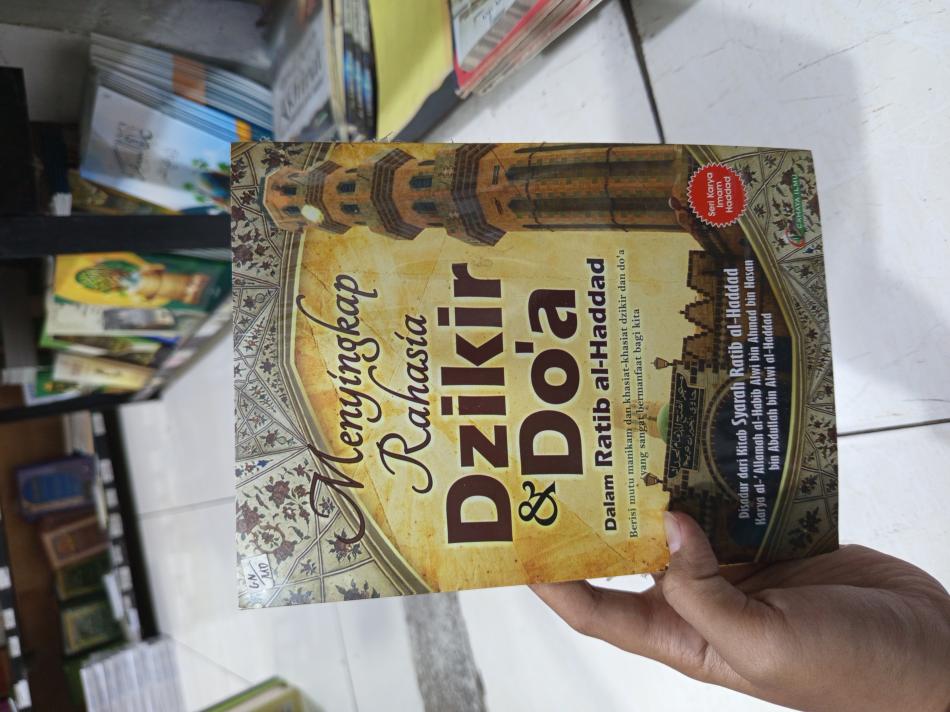 Menyingkap
Rahasia
Dzikir
& Do'a
Dalam Ratib al-Haddad
Berisi mutu manikam dan khasiat-khasiat dzikir dan do'a
yang sangat bermanfaat bagi kita
Seri Karya
Imam
Haddad
Disadur dari Kitab Syarah Ratib al-Haddad
Karya al-'Allamah al-Habib Alwi bin Ahmad bin Hasan
bin Abdullah bin Alwi al-Haddad
CAHAYA ILMU